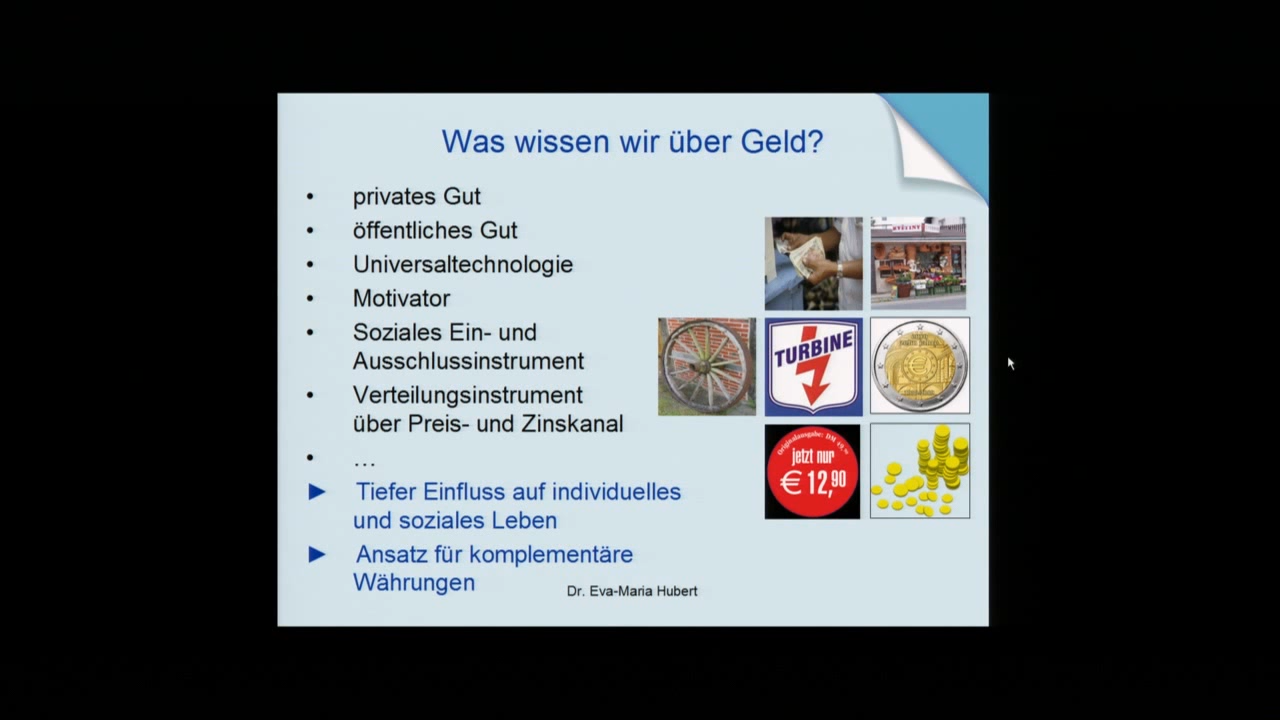 Was wissen wir über Geld?
• privates Gut
• öffentliches Gut
• Universaltechnologie
• Motivator
• Soziales Ein- und
Ausschlussinstrument
• Verteilungsinstrument
über Preis- und Zinskanal
• …
► Tiefer Einfluss auf individuelles
und soziales Leben
► Ansatz für komplementäre
Währungen
TURBINE
Originalausgabe: DM
jetzt nur
€ 12,90
Dr. Eva-Maria Hubert